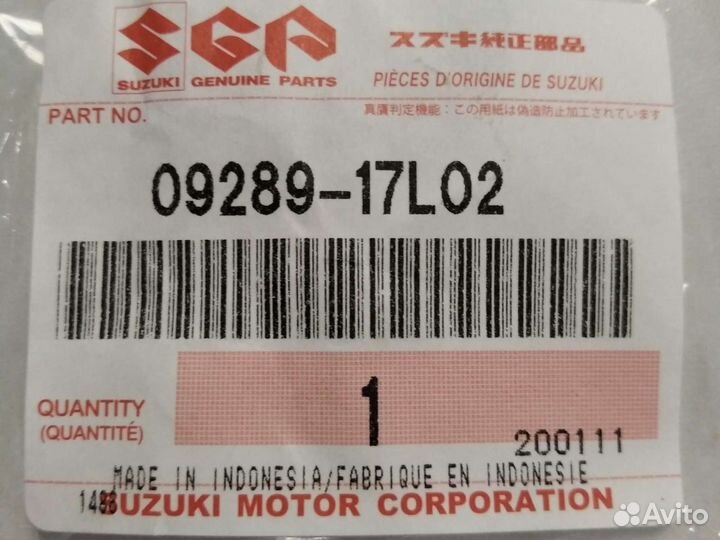 SGP
スズキ純正部品
SUZUKI GENUINE PARTS
PIÈCES D'ORIGINE DE SUZUKI
PART NO.
真贋判定機能：この用紙は偽造防止加工されています
09289-17L02
QUANTITY
(QUANTITÉ)
1
200111
MADE IN INDONESIA/FABRIQUE EN INDONESIE
SUZUKI MOTOR CORPORATION
Avito